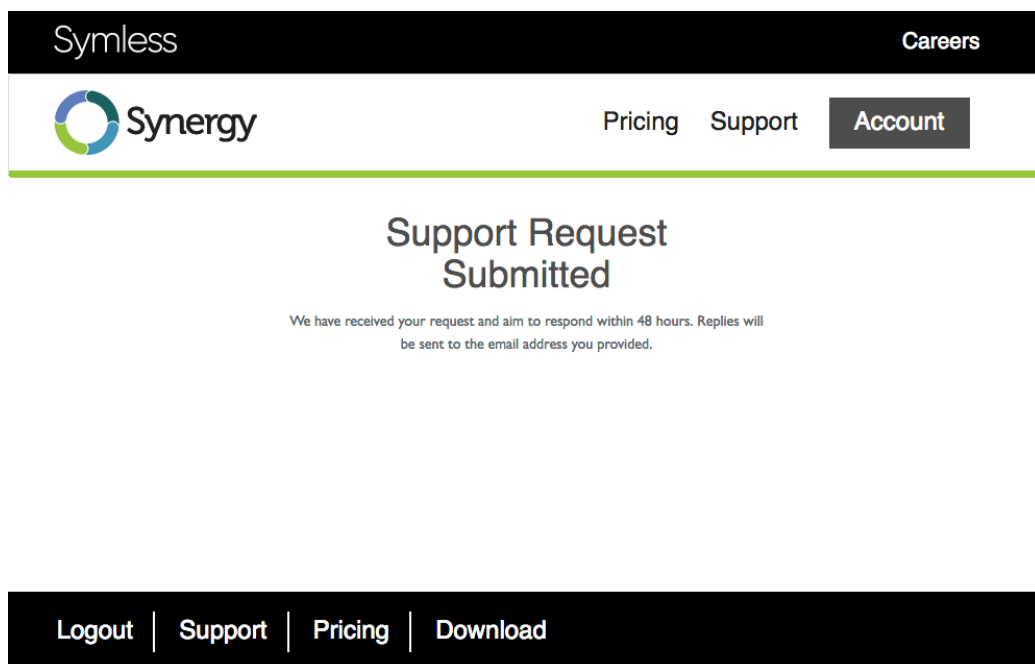 Symless
Careers
Synergy
Pricing
Support
Account
Support Request
Submitted
We have received your request and aim to respond within 48 hours. Replies will
be sent to the email address you provided.
Logout
Support
Pricing
Download